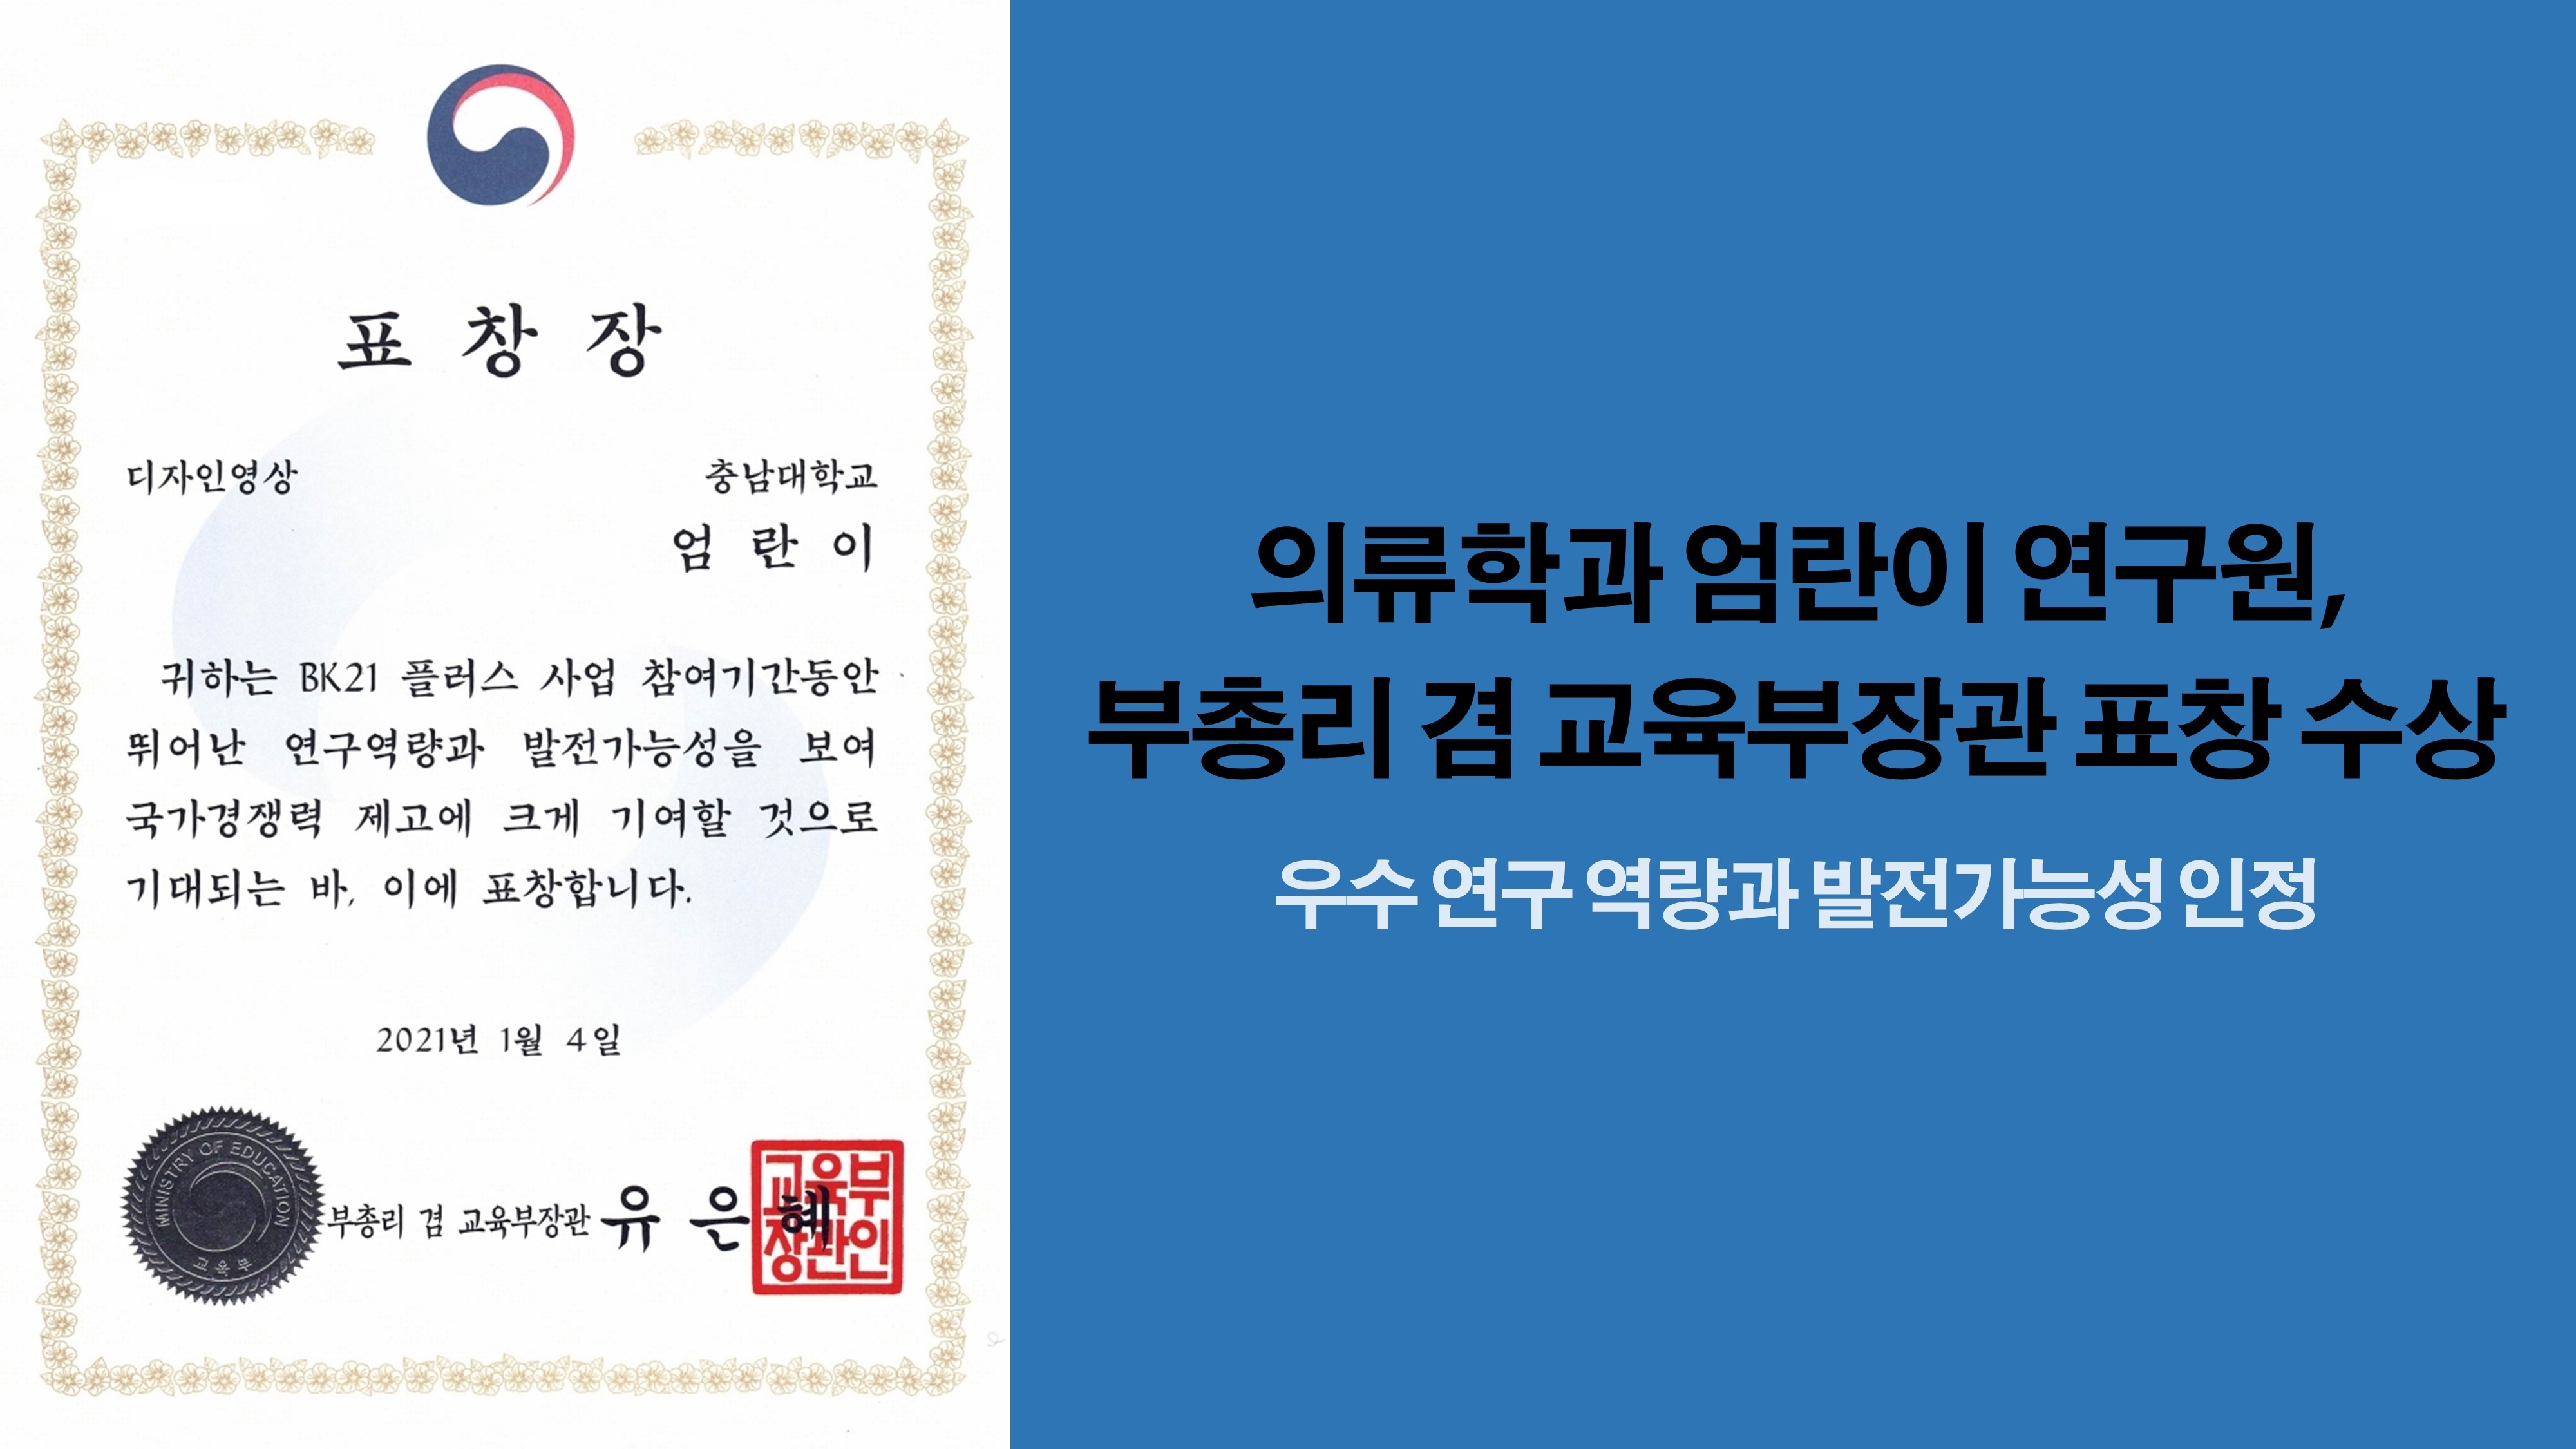 표 창 장
디자인영상 충남대학교
엄 란 이
귀하는 BK21 플러스 사업 참여기간동안
뛰어난 연구역량과 발전가능성을 보여
국가경쟁력 제고에 크게 기여할 것으로
기대되는 바, 이에 표창합니다.
2021년 1월 4일
MINISTRY OF EDUCATION
교육부
부총리 겸 교육부장관 유 은 혜
교육부
장관인
의류학과 엄란이 연구원,
부총리 겸 교육부장관 표창 수상
우수 연구 역량과 발전가능성 인정